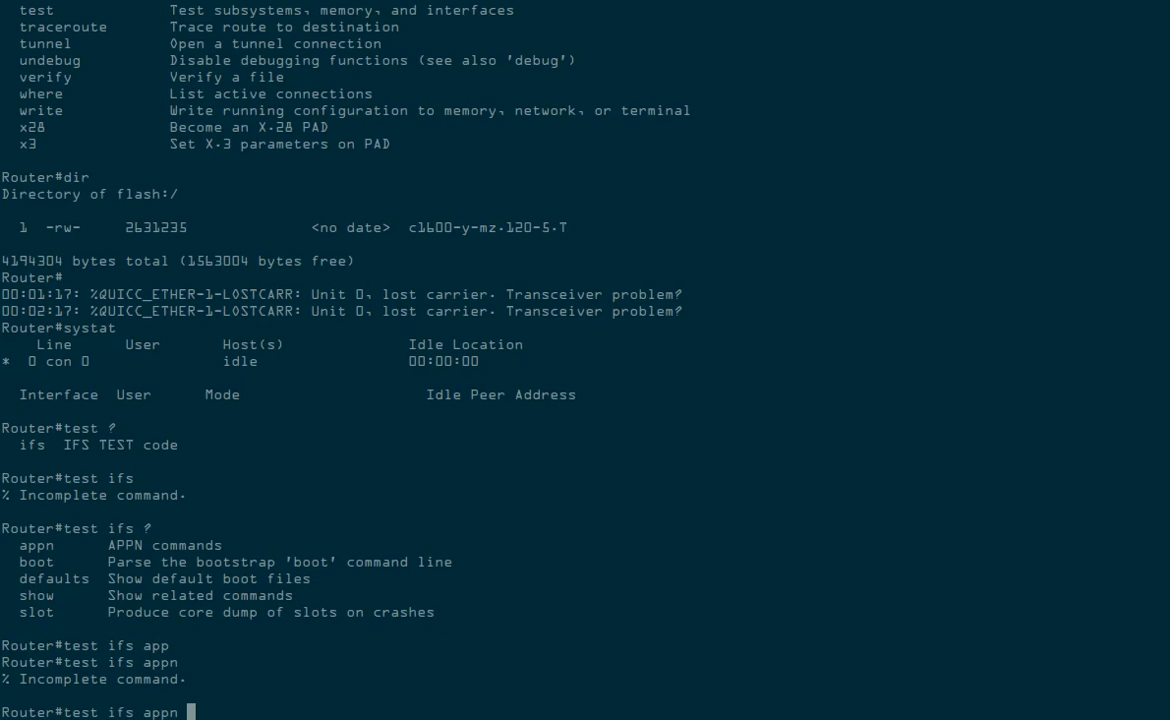 test             Test subsystems, memory, and interfaces
traceroute       Trace route to destination
tunnel           Open a tunnel connection
undebug          Disable debugging functions (see also 'debug')
verify           Verify a file
where            List active connections
write            Write running configuration to memory, network, or terminal
x28              Become an X.28 PAD
x3               Set X.3 parameters on PAD
Router#dir
Directory of flash:/
1  -rw-     2631235              <no date>  c1600-y-mz.120-5.T
4194304 bytes total (1563004 bytes free)
Router#
00:01:17: %QUICC_ETHER-1-LOSTCARR: Unit 0, lost carrier. Transceiver problem?
00:02:17: %QUICC_ETHER-1-LOSTCARR: Unit 0, lost carrier. Transceiver problem?
Router#systat
Line      User       Host(s)                  Idle Location
*  0 con 0               idle                 00:00:00
Interface  User      Mode                     Idle Peer Address
Router#test ?
ifs  IFS TEST code
Router#test ifs
% Incomplete command.
Router#test ifs ?
appn      APPN commands
boot      Parse the bootstrap 'boot' command line
defaults  Show default boot files
show      Show related commands
slot      Produce core dump of slots on crashes
Router#test ifs app
Router#test ifs appn
% Incomplete command.
Router#test ifs appn